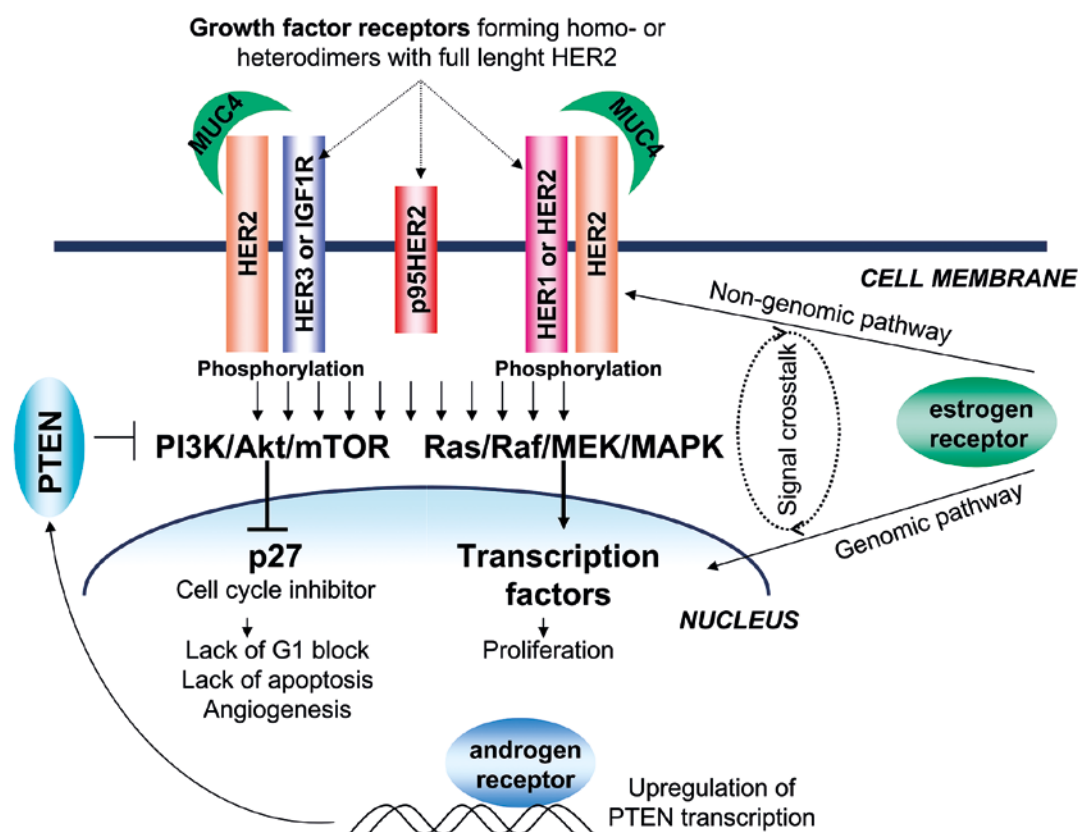 Growth factor receptors forming homo- or
heterodimers with full lenght HER2
MUC4
MUC4
HER2
HER3 or IGF1R
p95HER2
HER1 or HER2
HER2
CELL MEMBRANE
Non-genomic pathway
Phosphorylation
Phosphorylation
Signal crosstalk
estrogen
receptor
PTEN
PI3K/Akt/mTOR
Ras/Raf/MEK/MAPK
Genomic pathway
p27
Cell cycle inhibitor
Transcription
factors
NUCLEUS
Lack of G1 block
Lack of apoptosis
Angiogenesis
Proliferation
androgen
receptor
Upregulation of
PTEN transcription